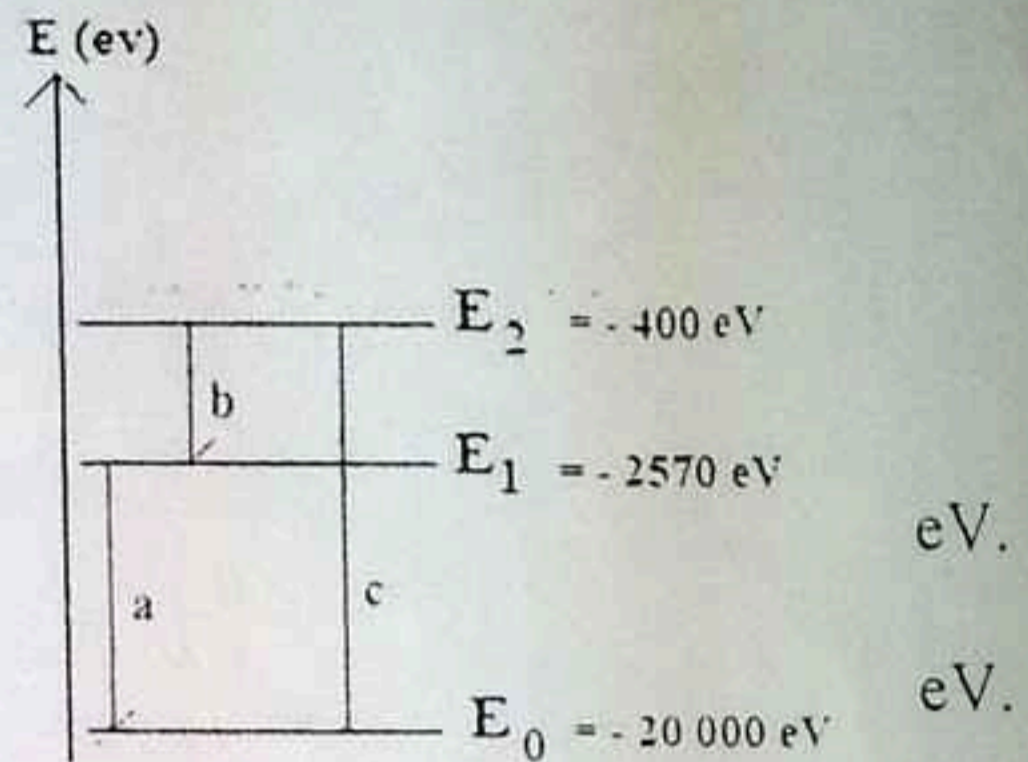 E (ev)
E2 = - 400 eV
b
E1 = - 2570 eV
eV.
a
c
eV.
E0 = - 20 000 eV